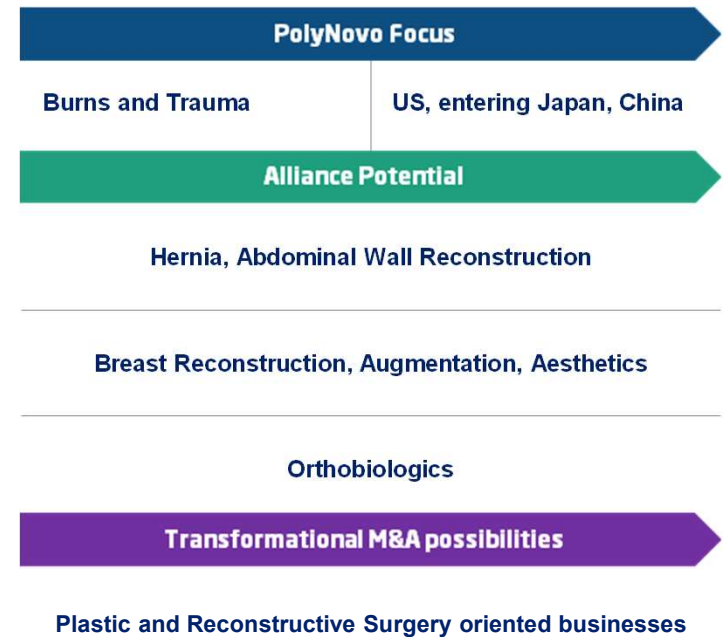 PolyNovo Focus
Burns and Trauma
US, entering Japan, China
Alliance Potential
Hernia, Abdominal Wall Reconstruction
Breast Reconstruction, Augmentation, Aesthetics
Orthobiologics
Transformational M&A possibilities
Plastic and Reconstructive Surgery oriented businesses